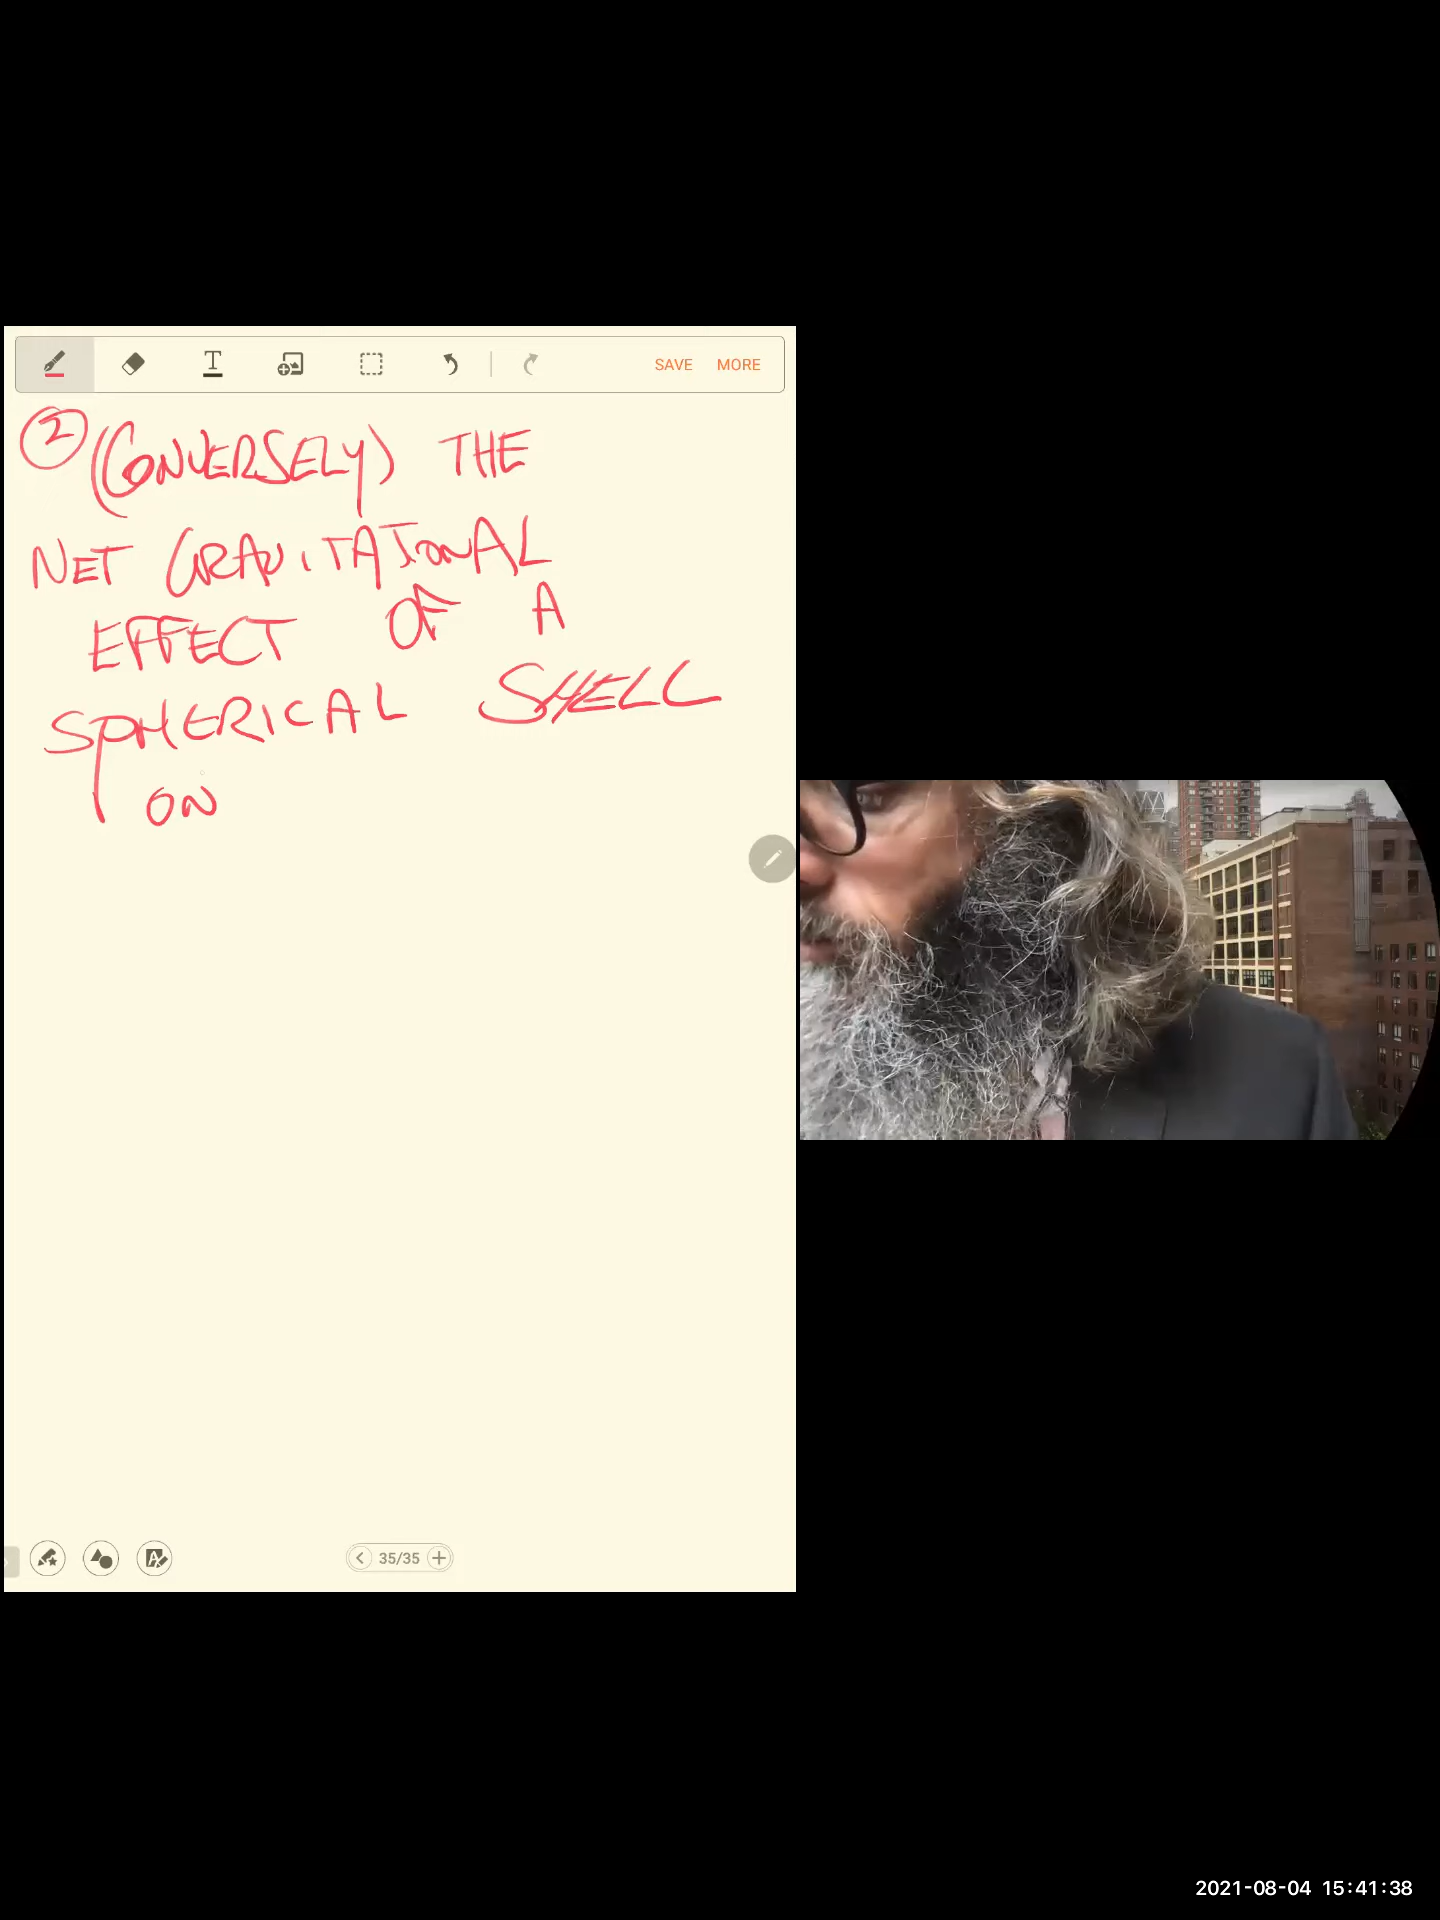 SAVE MORE
② (CONVERSELY) THE
NET GRAVITATIONAL
EFFECT OF A
SPHERICAL SHELL
ON
35/35
2021-08-04 15:41:38